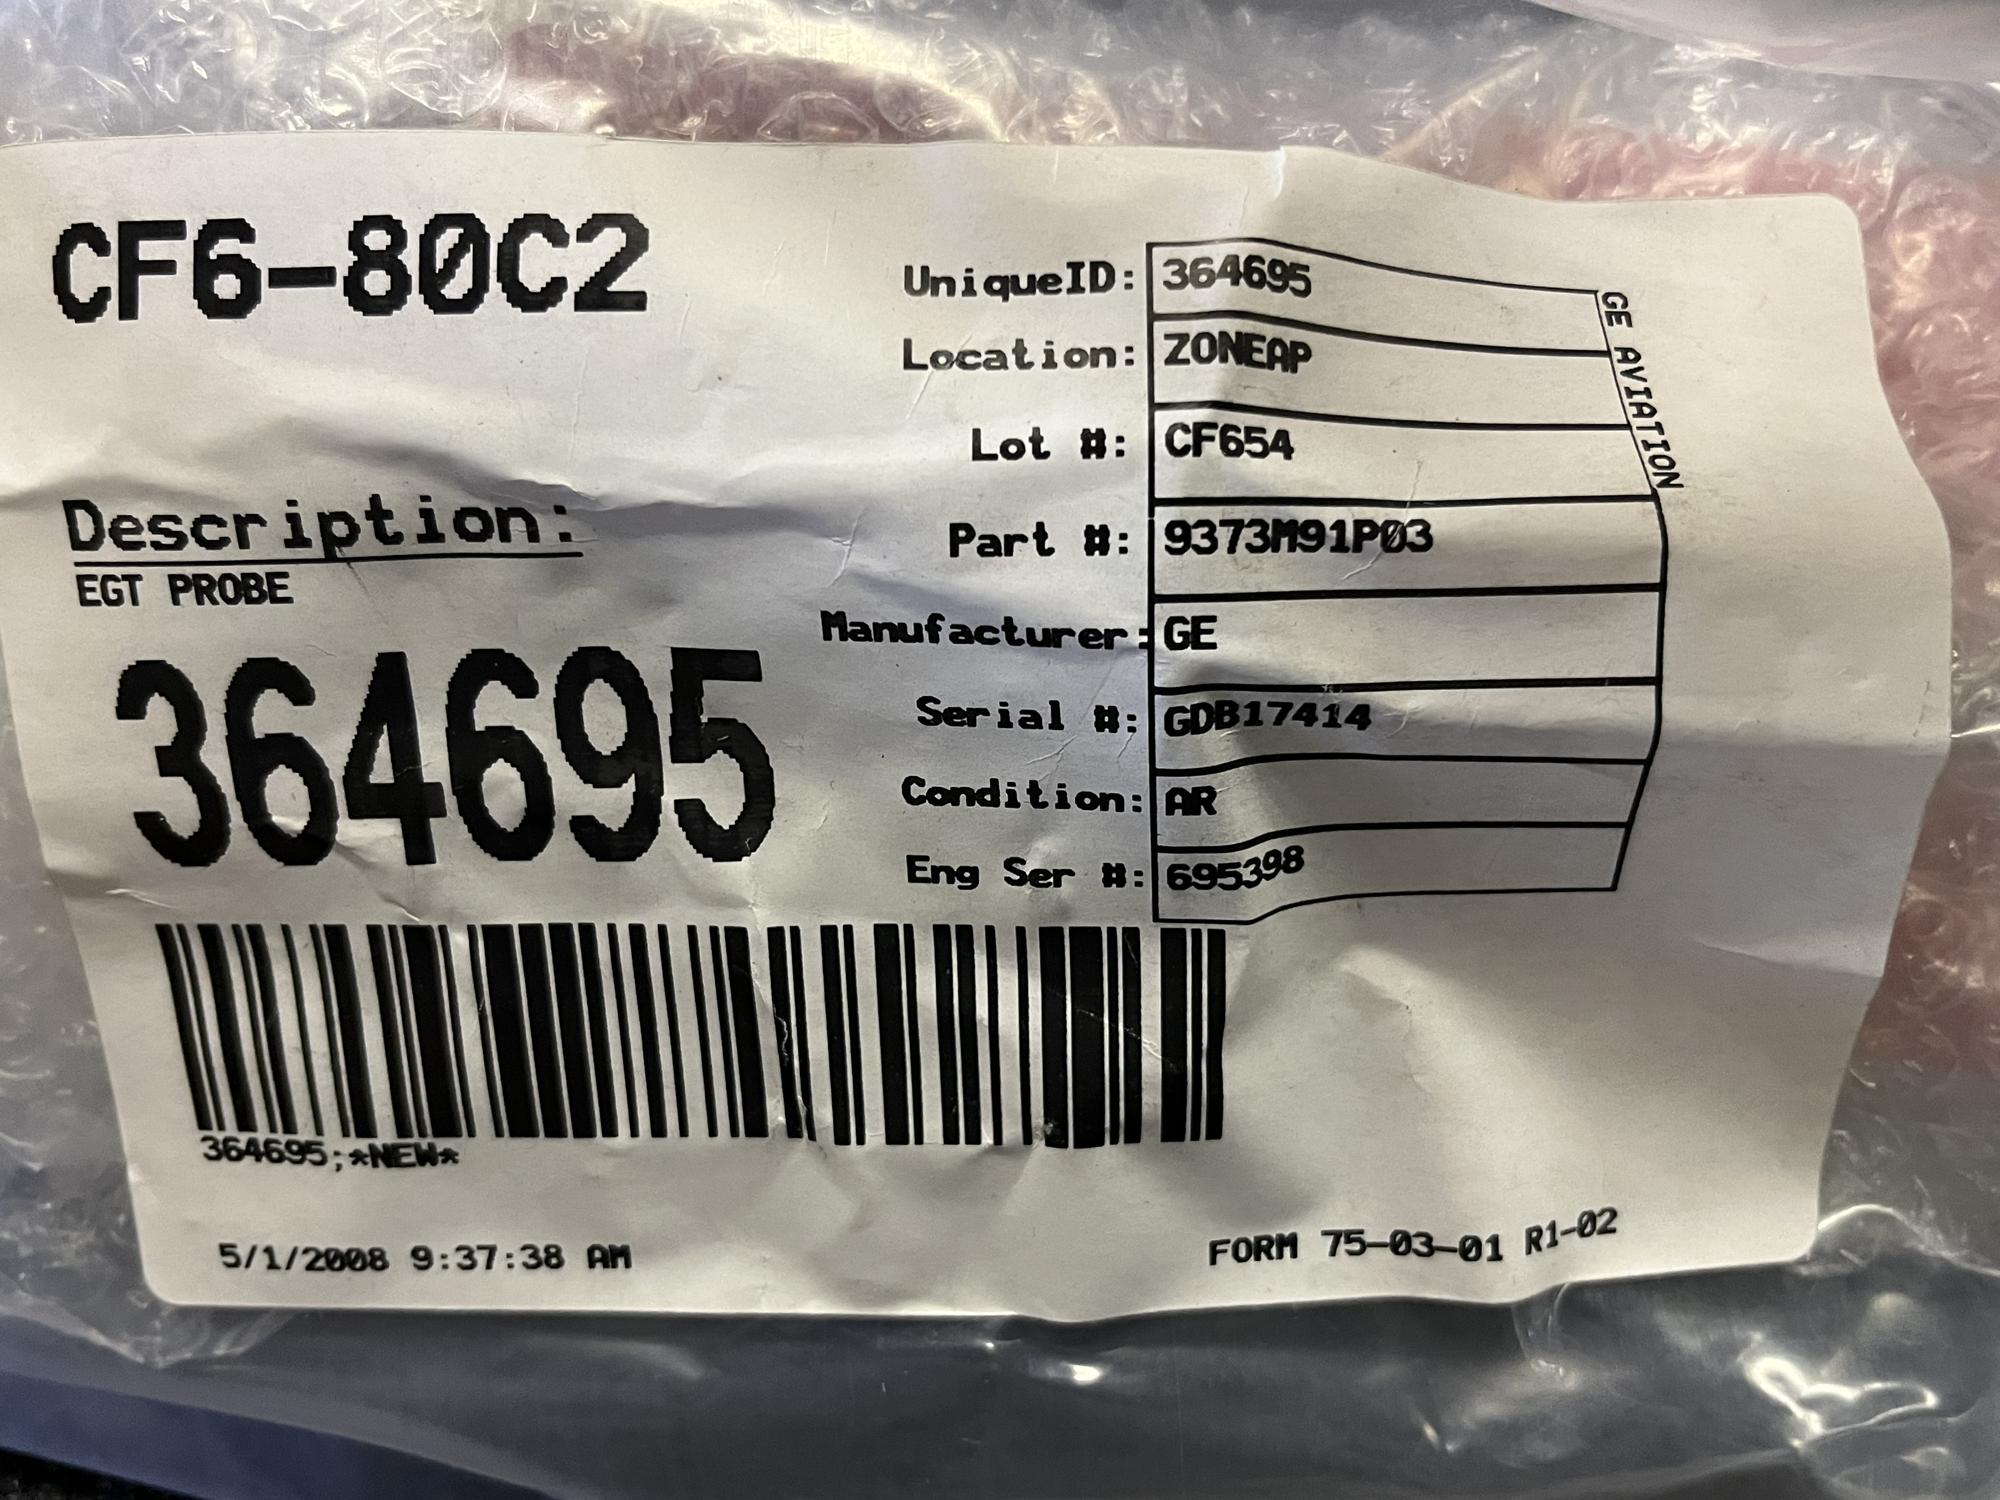 CF6-80C2
UniqueID: 364695
Location: ZONEAP
Lot #: CF654
Part #: 9373M91P03
Manufacturer: GE
Serial #: GDB17414
Condition: AR
Eng Ser #: 695398
GE AVIATION
Description:
EGT PROBE
364695
364695;*NEW*
5/1/2008 9:37:38 AM
FORM 75-03-01 R1-02